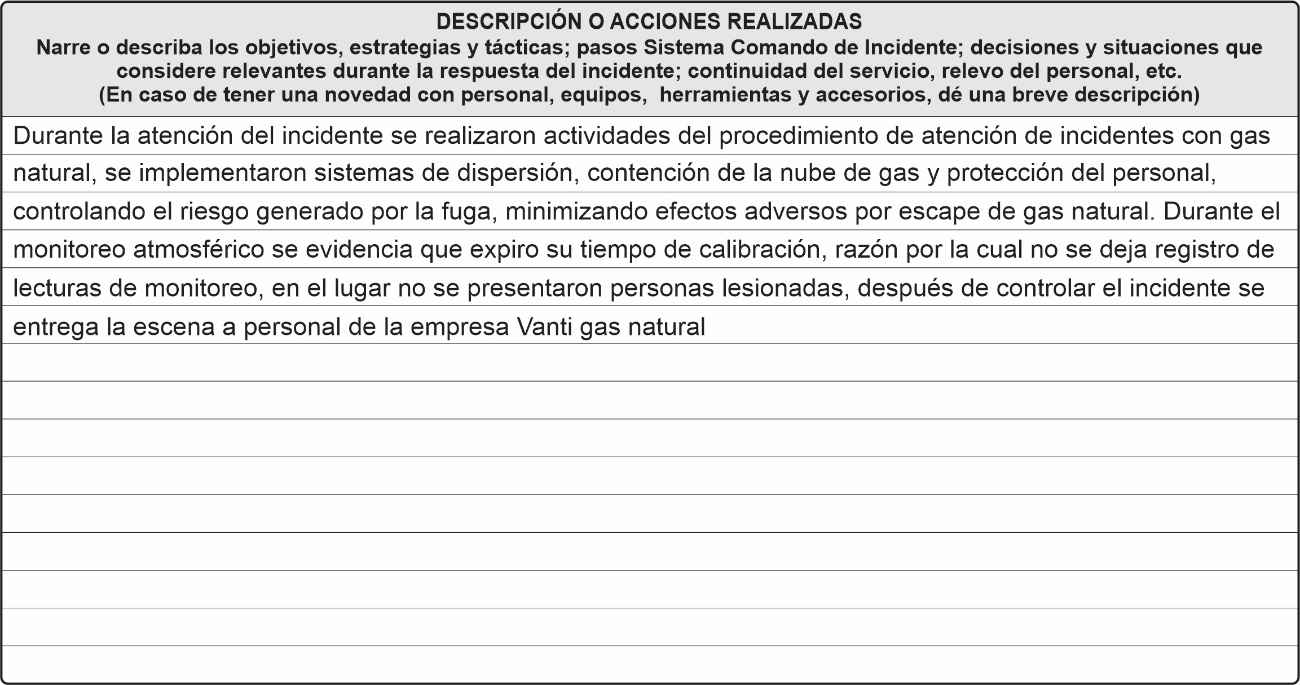 DESCRIPCIÓN O ACCIONES REALIZADAS
Narre o describa los objetivos, estrategias y tácticas; pasos Sistema Comando de Incidente; decisiones y situaciones que
considere relevantes durante la respuesta del incidente; continuidad del servicio, relevo del personal, etc.
(En caso de tener una novedad con personal, equipos, herramientas y accesorios, dé una breve descripción)
Durante la atención del incidente se realizaron actividades del procedimiento de atención de incidentes con gas
natural, se implementaron sistemas de dispersión, contención de la nube de gas y protección del personal,
controlando el riesgo generado por la fuga, minimizando efectos adversos por escape de gas natural. Durante el
monitoreo atmosférico se evidencia que expiro su tiempo de calibración, razón por la cual no se deja registro de
lecturas de monitoreo, en el lugar no se presentaron personas lesionadas, después de controlar el incidente se
entrega la escena a personal de la empresa Vanti gas natural